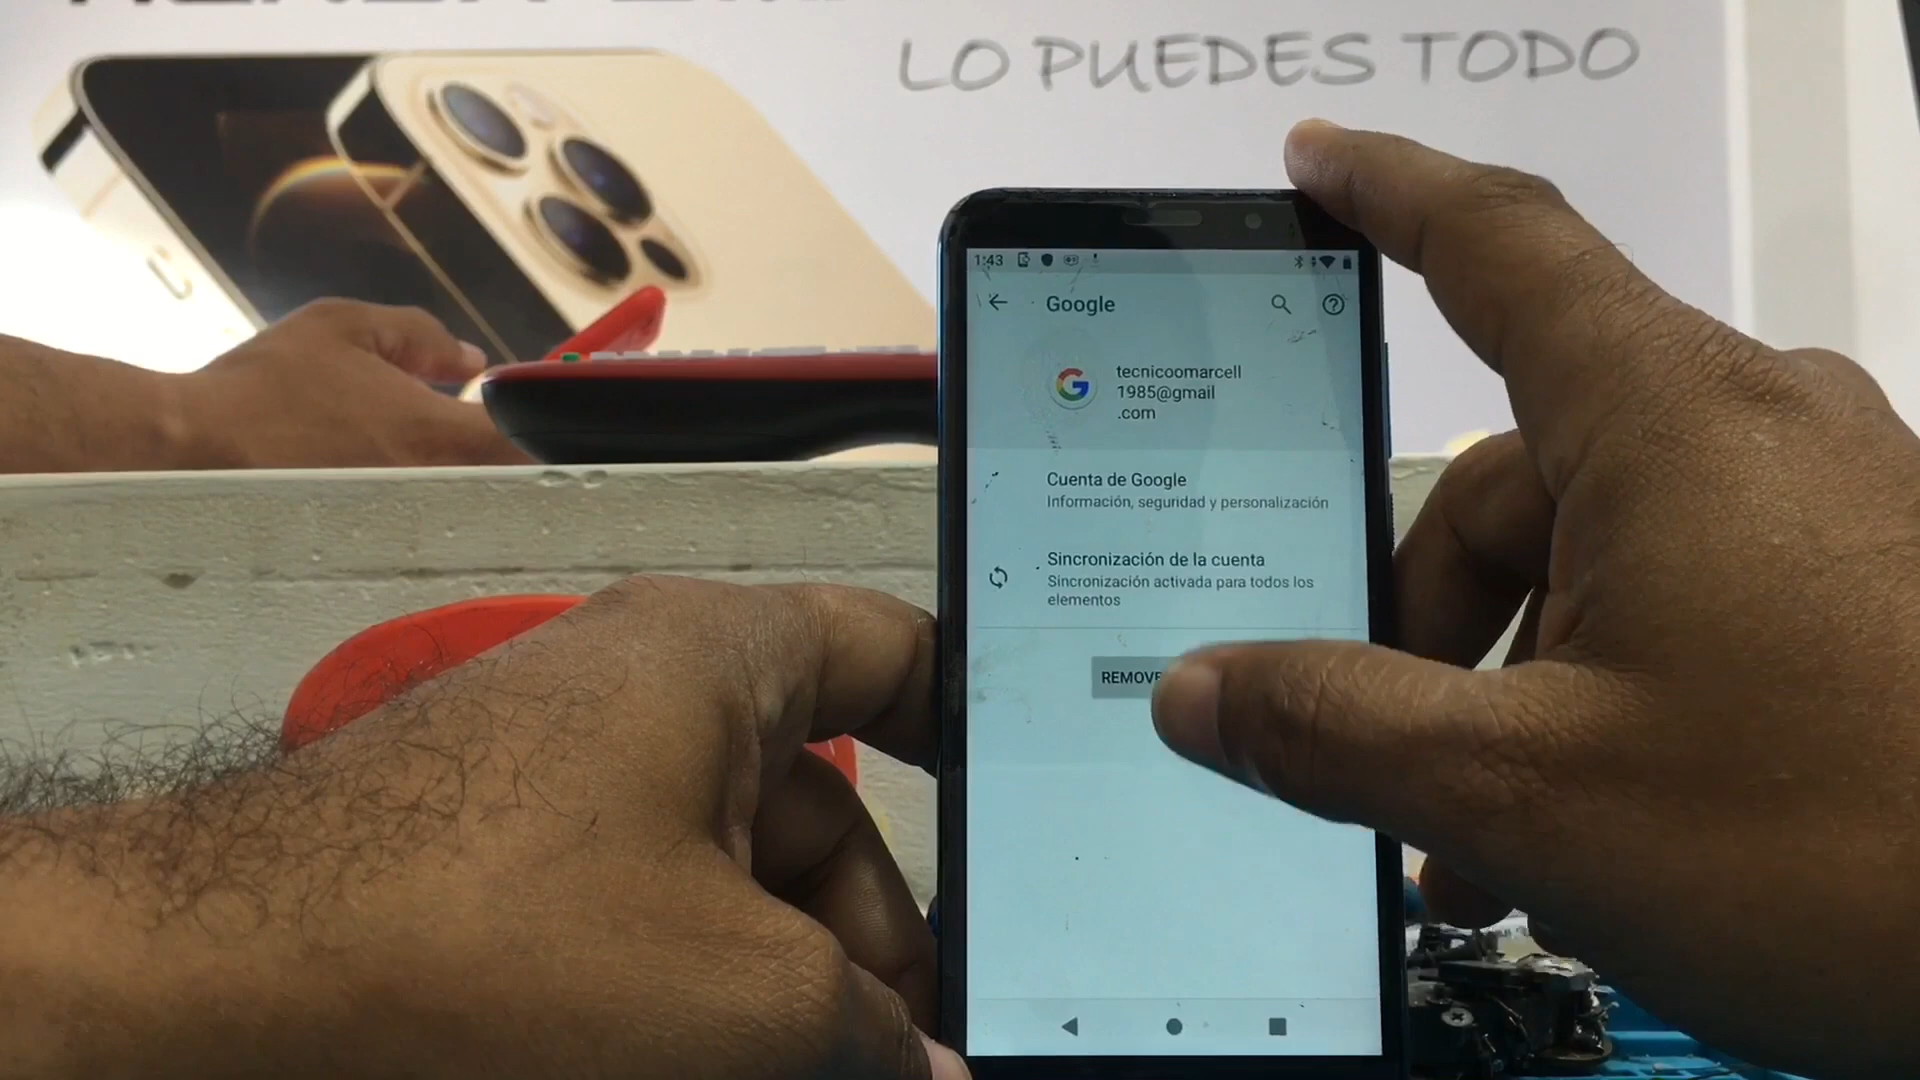 LO PUEDES TODO
1:43
Google
tecnicoomarcell
1985@gmail
.com
Cuenta de Google
Información, seguridad y personalización
Sincronización de la cuenta
Sincronización activada para todos los
elementos
REMOVE